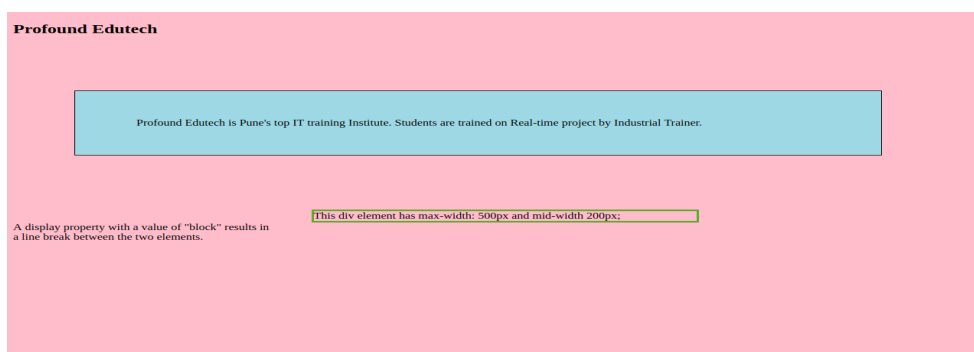 Profound Edutech
Profound Edutech is Pune's top IT training Institute. Students are trained on Real-time project by Industrial Trainer.
This div element has max-width: 500px and mid-width 200px;
A display property with a value of "block" results in
a line break between the two elements.